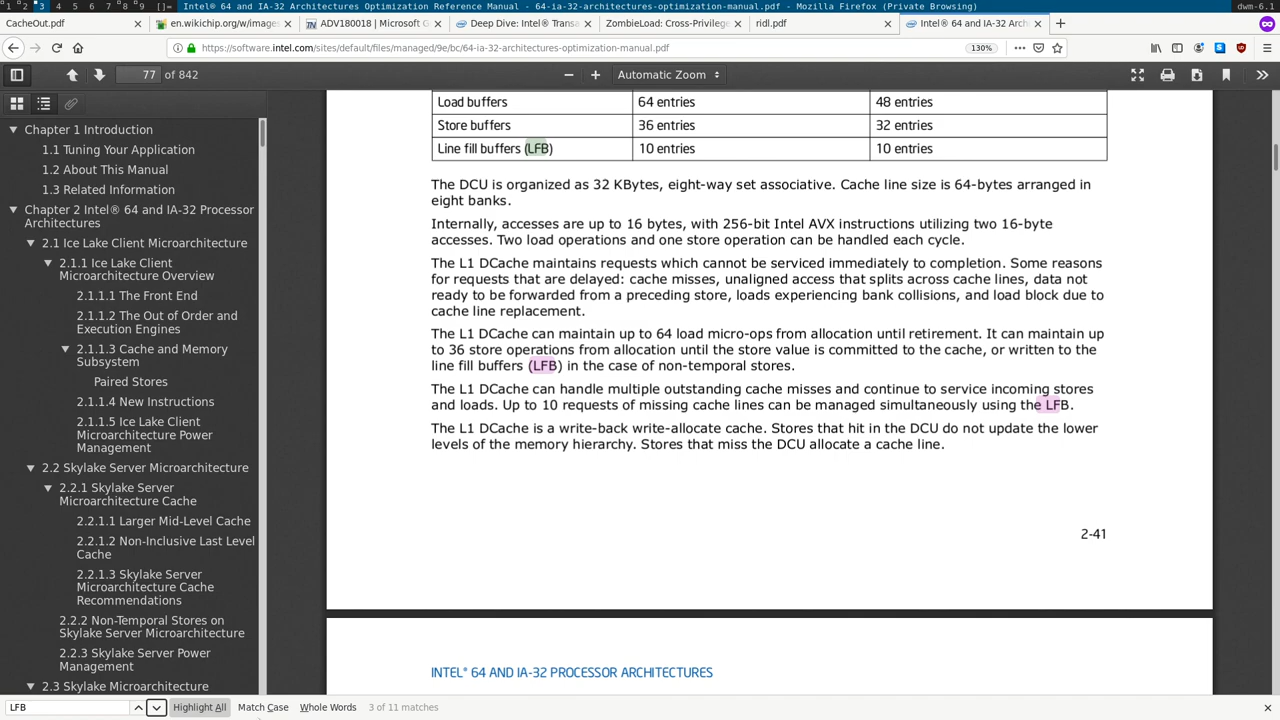 1 2 3 4 5 6 7 8 9 []= Intel® 64 and IA-32 Architectures Optimization Reference Manual - 64-ia-32-architectures-optimization-manual.pdf - Mozilla Firefox (Private Browsing) dwm-6.1
CacheOut.pdf × en.wikichip.org/w/images × ADV180018 | Microsoft G × Deep Dive: Intel® Transa × ZombieLoad: Cross-Privilege × ridl.pdf × Intel® 64 and IA-32 Arch ×
https://software.intel.com/sites/default/files/managed/9e/bc/64-ia-32-architectures-optimization-manual.pdf 130%
77 of 842 Automatic Zoom
Chapter 1 Introduction
1.1 Tuning Your Application
1.2 About This Manual
1.3 Related Information
Chapter 2 Intel® 64 and IA-32 Processor
Architectures
2.1 Ice Lake Client Microarchitecture
2.1.1 Ice Lake Client
Microarchitecture Overview
2.1.1.1 The Front End
2.1.1.2 The Out of Order and
Execution Engines
2.1.1.3 Cache and Memory
Subsystem
Paired Stores
2.1.1.4 New Instructions
2.1.1.5 Ice Lake Client
Microarchitecture Power
Management
2.2 Skylake Server Microarchitecture
2.2.1 Skylake Server
Microarchitecture Cache
2.2.1.1 Larger Mid-Level Cache
2.2.1.2 Non-Inclusive Last Level
Cache
2.2.1.3 Skylake Server
Microarchitecture Cache
Recommendations
2.2.2 Non-Temporal Stores on
Skylake Server Microarchitecture
2.2.3 Skylake Server Power
Management
2.3 Skylake Microarchitecture
Load buffers 64 entries 48 entries
Store buffers 36 entries 32 entries
Line fill buffers (LFB) 10 entries 10 entries
The DCU is organized as 32 KBytes, eight-way set associative. Cache line size is 64-bytes arranged in
eight banks.
Internally, accesses are up to 16 bytes, with 256-bit Intel AVX instructions utilizing two 16-byte
accesses. Two load operations and one store operation can be handled each cycle.
The L1 DCache maintains requests which cannot be serviced immediately to completion. Some reasons
for requests that are delayed: cache misses, unaligned access that splits across cache lines, data not
ready to be forwarded from a preceding store, loads experiencing bank collisions, and load block due to
cache line replacement.
The L1 DCache can maintain up to 64 load micro-ops from allocation until retirement. It can maintain up
to 36 store operations from allocation until the store value is committed to the cache, or written to the
line fill buffers (LFB) in the case of non-temporal stores.
The L1 DCache can handle multiple outstanding cache misses and continue to service incoming stores
and loads. Up to 10 requests of missing cache lines can be managed simultaneously using the LFB.
The L1 DCache is a write-back write-allocate cache. Stores that hit in the DCU do not update the lower
levels of the memory hierarchy. Stores that miss the DCU allocate a cache line.
2-41
INTEL® 64 AND IA-32 PROCESSOR ARCHITECTURES
LFB Highlight All Match Case Whole Words 3 of 11 matches